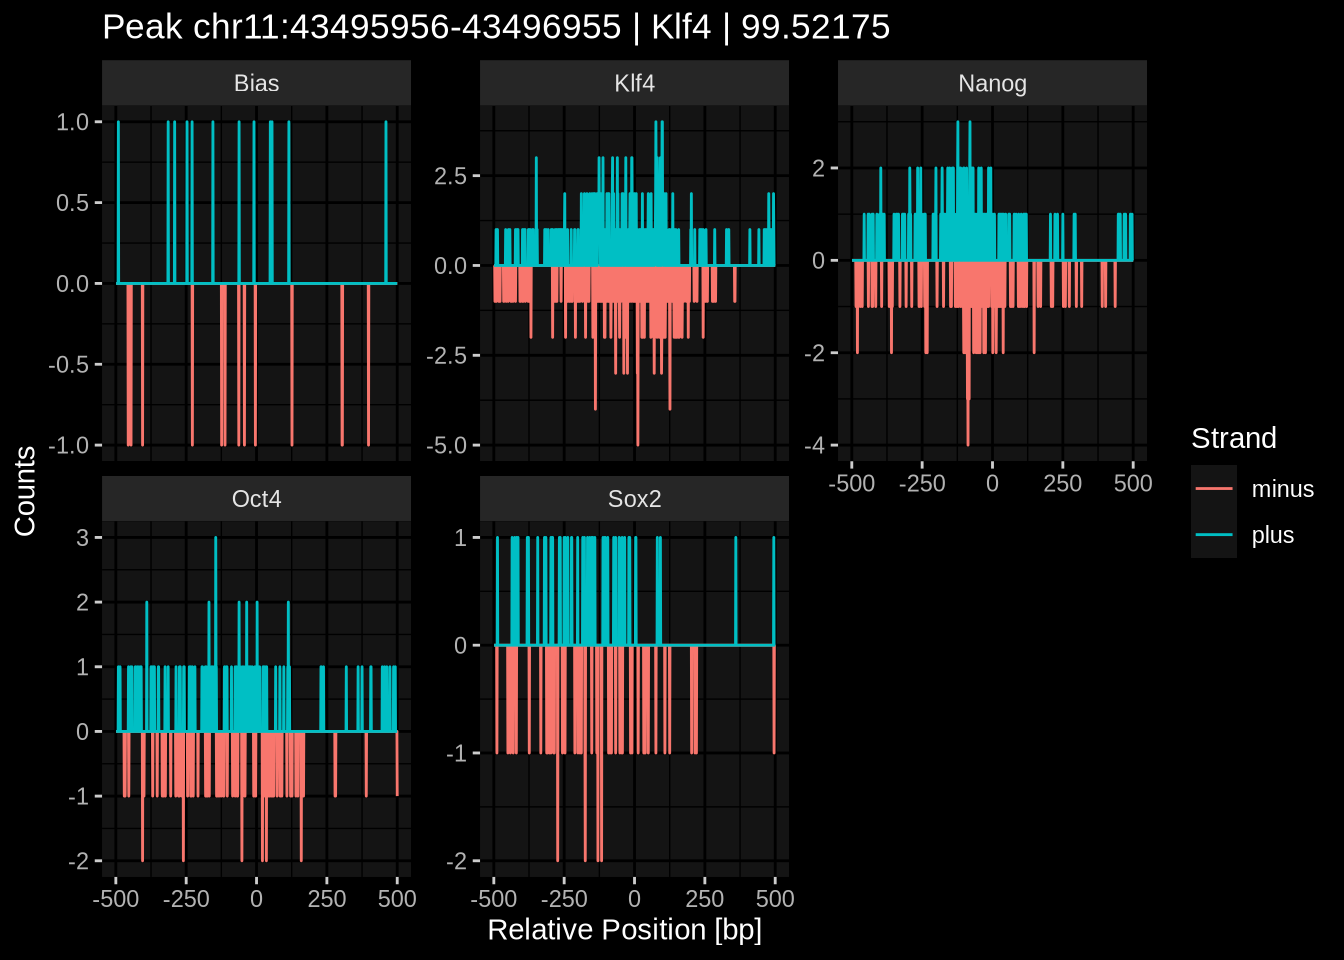 Peak chr11:43495956-43496955 | Klf4 | 99.52175
Bias
Klf4
Nanog
1.0
0.5
0.0
-0.5
-1.0
2.5
0.0
-2.5
-5.0
2
0
-2
-4
-500 -250 0 250 500
Counts
Strand
minus
plus
Oct4
Sox2
3
2
1
0
-1
-2
1
0
-1
-2
-500 -250 0 250 500
-500 -250 0 250 500
Relative Position [bp]